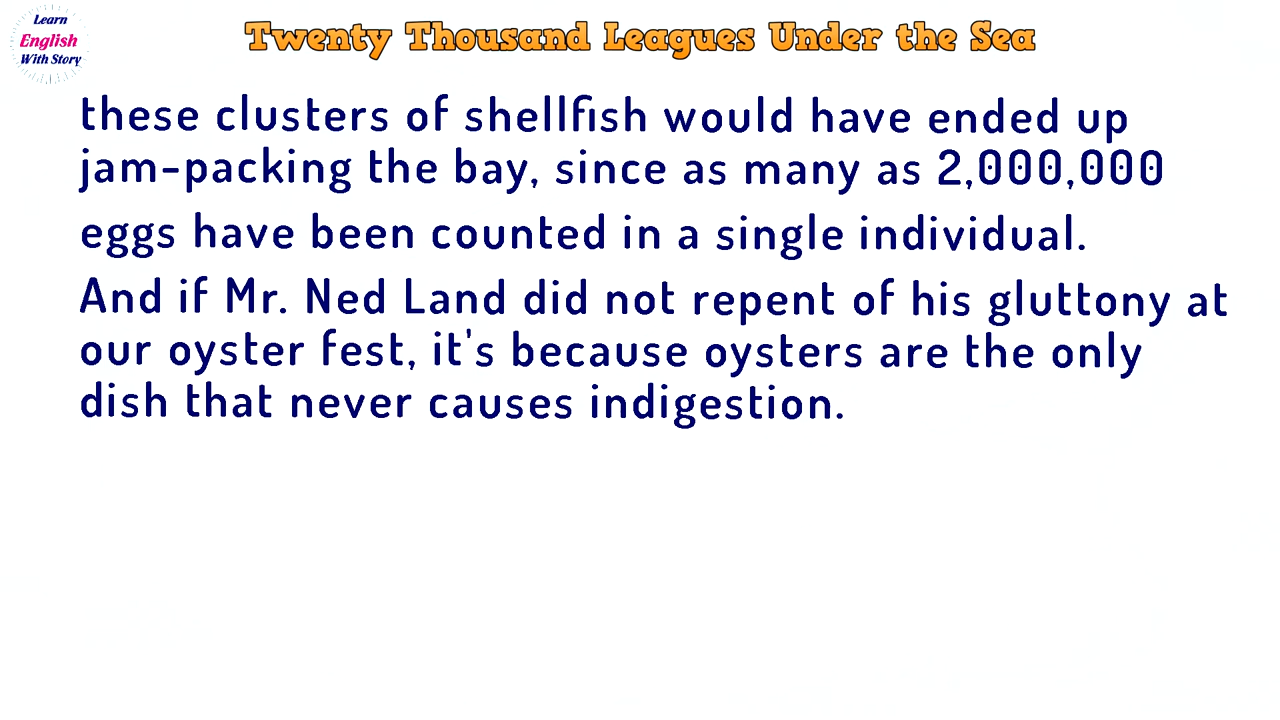 Learn
English
With Story
Twenty Thousand Leagues Under the Sea
these clusters of shellfish would have ended up
jam-packing the bay, since as many as 2,000,000
eggs have been counted in a single individual.
And if Mr. Ned Land did not repent of his gluttony at
our oyster fest, it's because oysters are the only
dish that never causes indigestion.